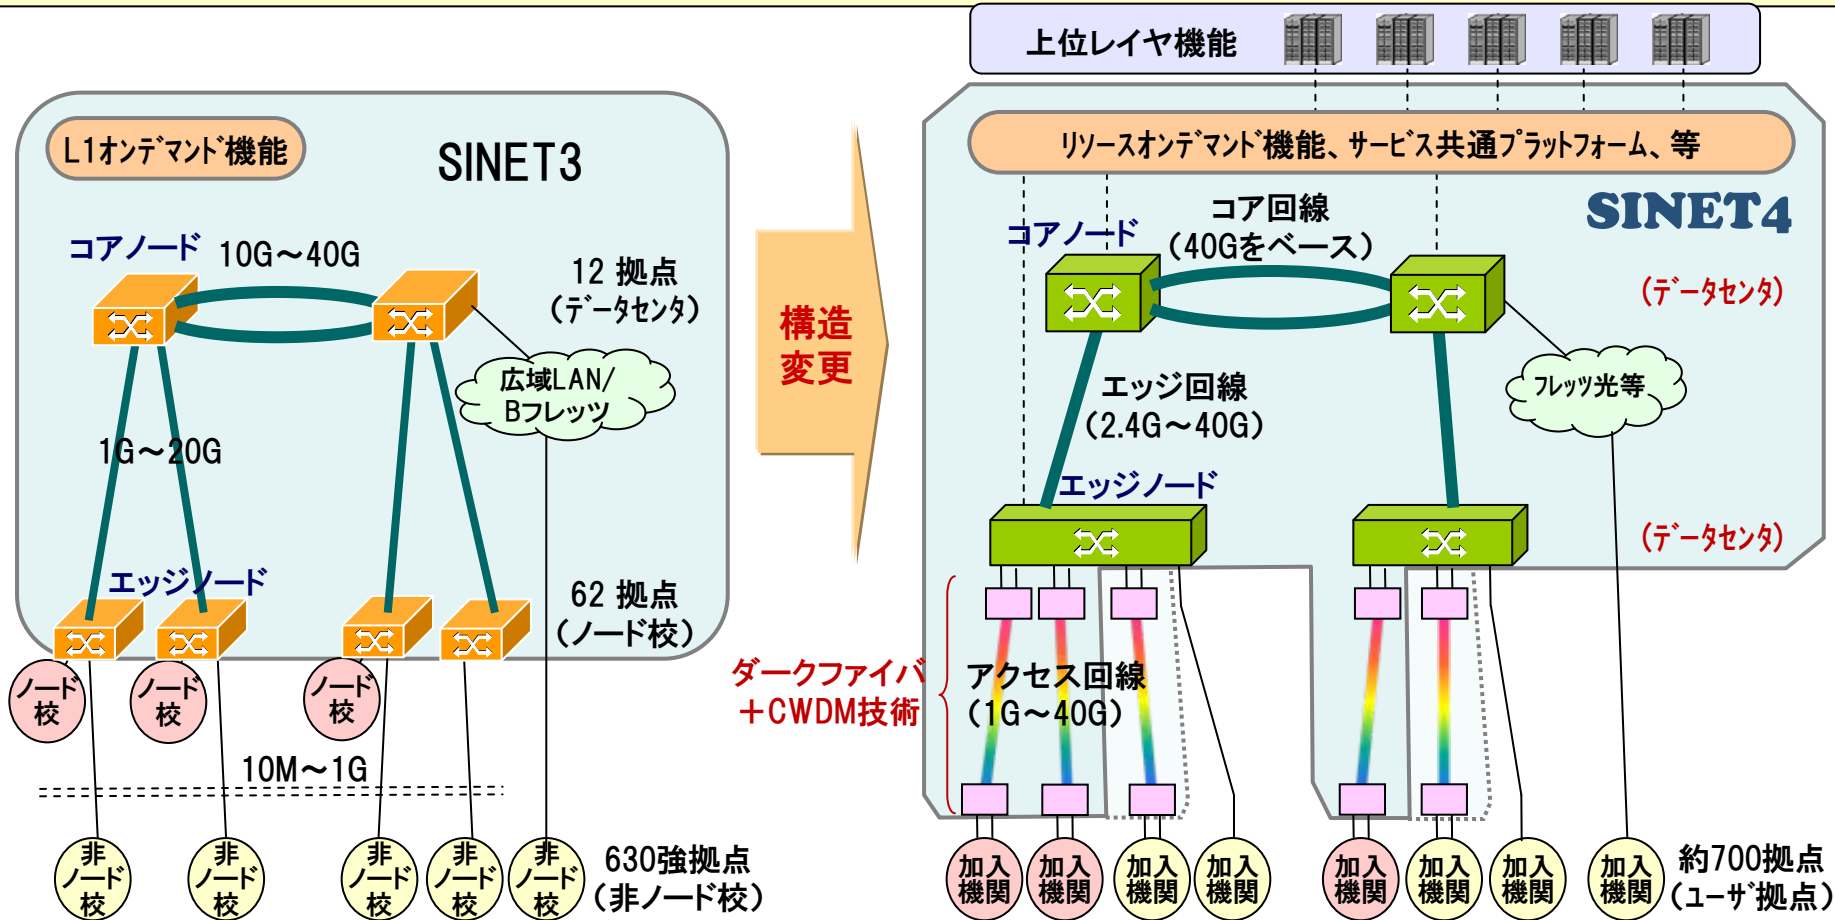 上位レイヤ機能
L1オンデマンド機能
SINET3
コアノード
10G～40G
12 拠点
（データセンタ）
広域LAN/
Bフレッツ
1G～20G
エッジノード
62 拠点
（ノード校）
ノード
校
ノード
校
ノード
校
10M～1G
非
ノード
校
非
ノード
校
非
ノード
校
非
ノード
校
非
ノード
校
630強拠点
（非ノード校）
構造
変更
リソースオンデマンド機能、サービス共通プラットフォーム、等
SINET4
コア回線
（40Gをベース）
コアノード
（データセンタ）
エッジ回線
（2.4G～40G）
フレッツ光等
エッジノード
（データセンタ）
ダークファイバ
＋CWDM技術
アクセス回線
（1G～40G）
加入
機関
加入
機関
加入
機関
加入
機関
加入
機関
加入
機関
加入
機関
加入
機関
約700拠点
（ユーザ拠点）